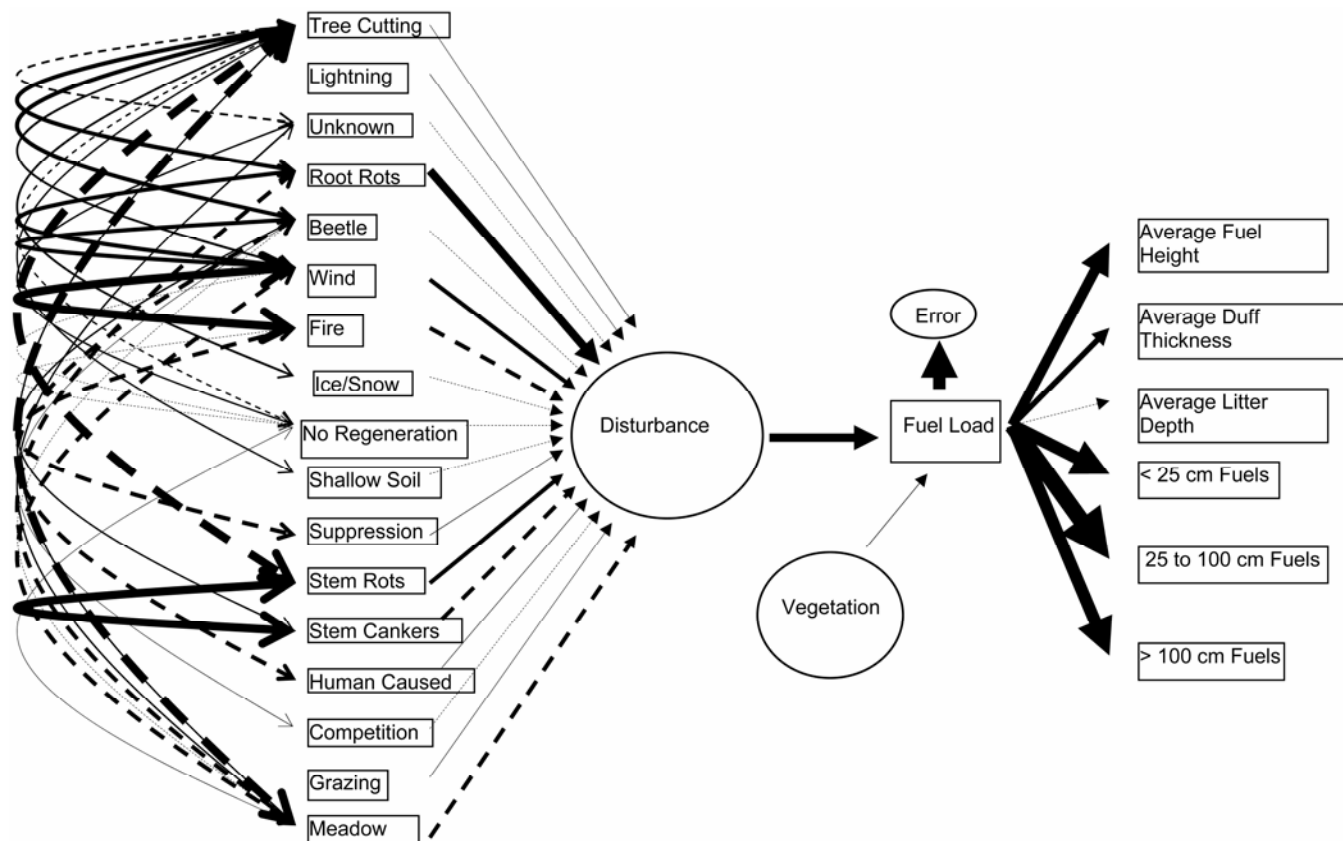 Tree Cutting
Lightning
Unknown
Root Rots
Beetle
Wind
Fire
Ice/Snow
No Regeneration
Shallow Soil
Suppression
Stem Rots
Stem Cankers
Human Caused
Competition
Grazing
Meadow
Disturbance
Error
Fuel Load
Vegetation
Average Fuel
Height
Average Duff
Thickness
Average Litter
Depth
< 25 cm Fuels
25 to 100 cm Fuels
> 100 cm Fuels